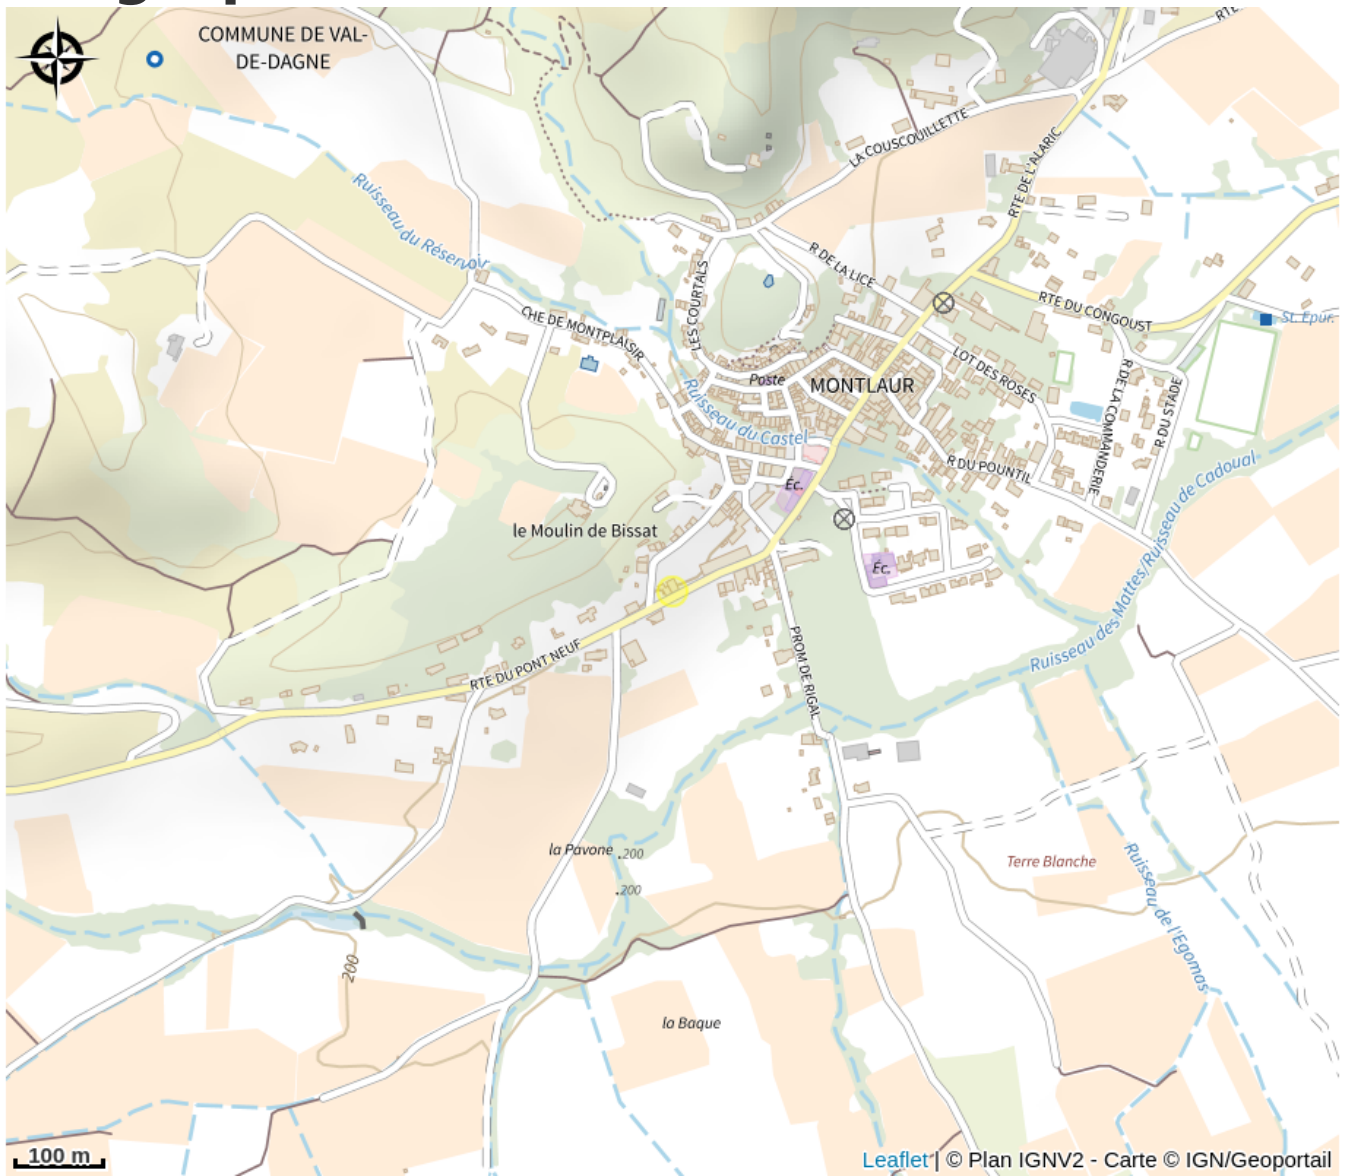 COMMUNE DE VAL-
DE-DAGNE
RTE
LA COUSCOUILLETTE
RTE DE L'ALARIC
Ruisseau du Réservoir
R DE LA LICE
LES COURTALS
CHE DE MONTPLAISIR
RTE DU CONGOUST
St. Épur.
LOT DES ROSES
Poste
MONTLAUR
R DE LA COMMANDERIE
R DU STADE
Ruisseau du Castel
R DU POUNTIL
Éc.
le Moulin de Bissat
Éc.
Ruisseau des Mattes/Ruisseau de Cadoual
RTE DU PONT NEUF
PROM DE RIGAL
la Pavone
200
200
Terre Blanche
Ruisseau de l'Egomas
200
la Baque
100 m
Leaflet | © Plan IGNV2 - Carte © IGN/Geoportail